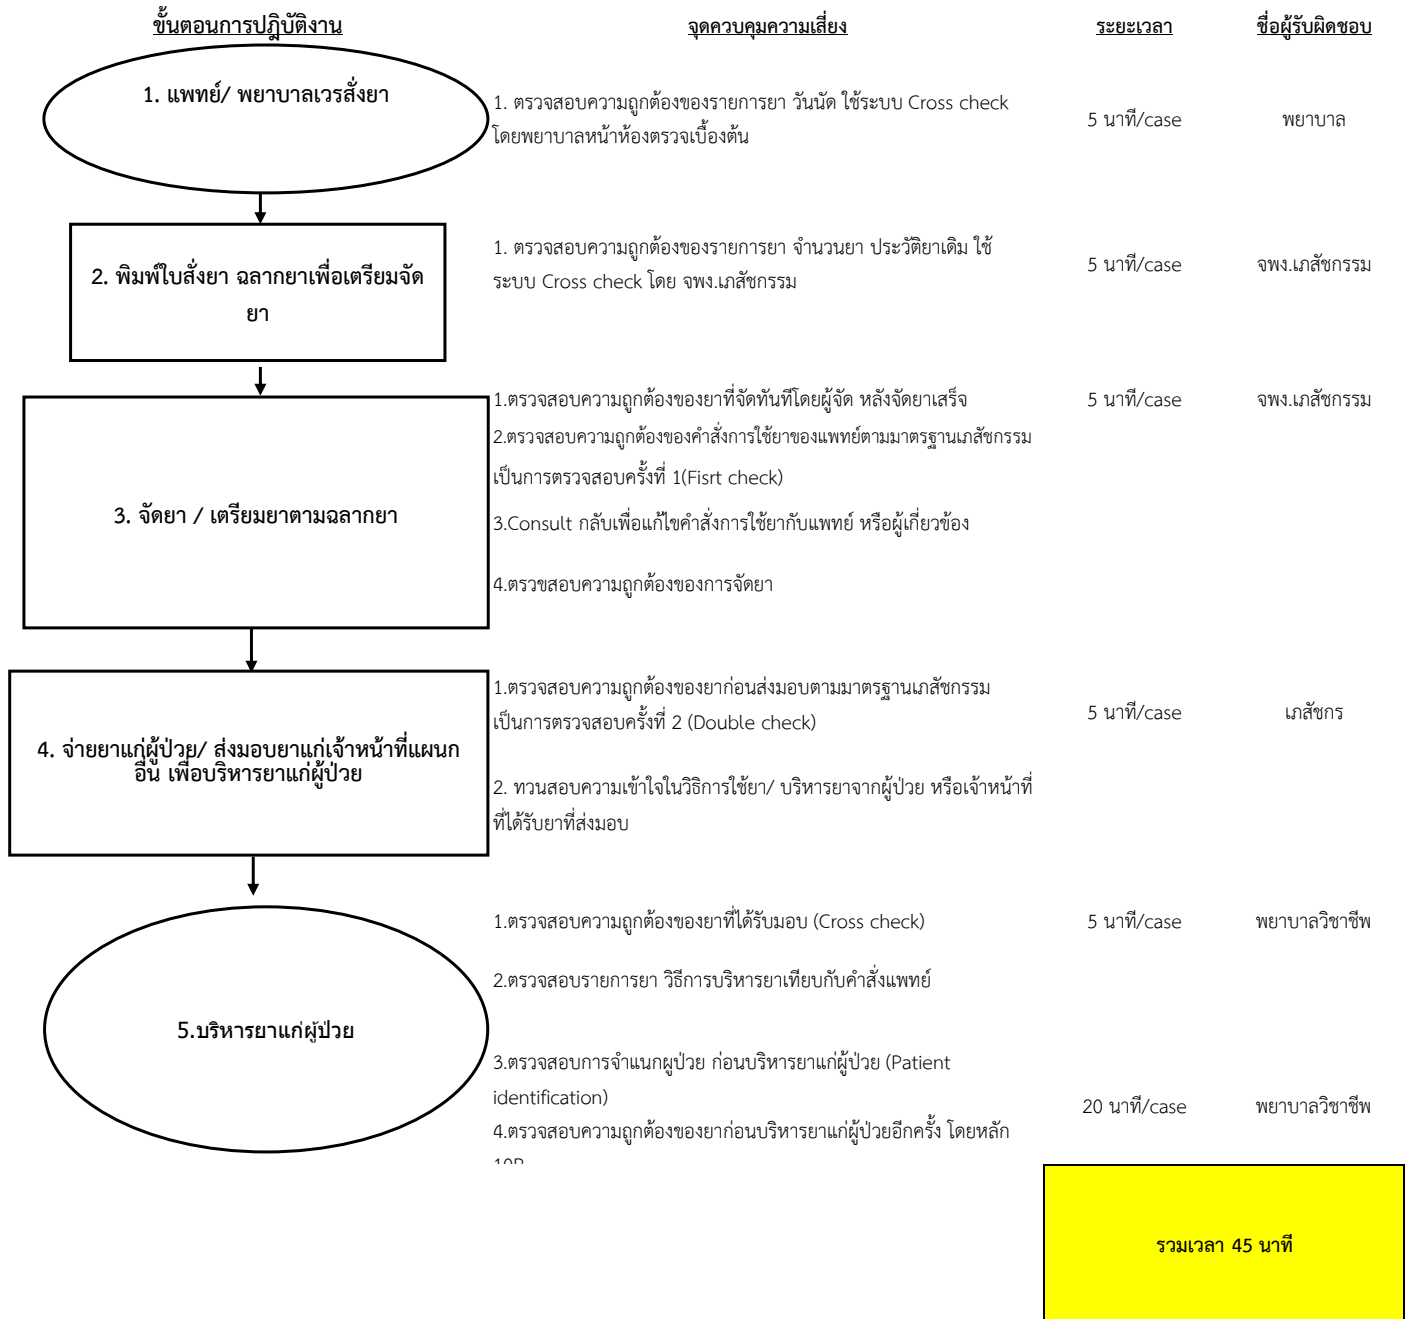 ขั้นตอนการปฎิบัติงาน
จุดควบคุมความเสี่ยง
ระยะเวลา
ชื่อผู้รับผิดชอบ
1. แพทย์/ พยาบาลเวรสั่งยา
1. ตรวจสอบความถูกต้องของรายการยา วันนัด ใช้ระบบ Cross check
โดยพยาบาลหน้าห้องตรวจเบื้องต้น
5 นาที/case
พยาบาล
2. พิมพ์ใบสั่งยา ฉลากยาเพื่อเตรียมจัด
ยา
1. ตรวจสอบความถูกต้องของรายการยา จำนวนยา ประวัติยาเดิม ใช้
ระบบ Cross check โดย จพง.เภสัชกรรม
5 นาที/case
จพง.เภสัชกรรม
3. จัดยา / เตรียมยาตามฉลากยา
1.ตรวจสอบความถูกต้องของยาที่จัดทันทีโดยผู้จัด หลังจัดยาเสร็จ
2.ตรวจสอบความถูกต้องของคำสั่งการใช้ยาของแพทย์ตามมาตรฐานเภสัชกรรม
เป็นการตรวจสอบครั้งที่ 1(Fisrt check)
3.Consult กลับเพื่อแก้ไขคำสั่งการใช้ยากับแพทย์ หรือผู้เกี่ยวข้อง
4.ตรวขสอบความถูกต้องของการจัดยา
5 นาที/case
จพง.เภสัชกรรม
4. จ่ายยาแก่ผู้ป่วย/ ส่งมอบยาแก่เจ้าหน้าที่แผนก
อื่น เพื่อบริหารยาแก่ผู้ป่วย
1.ตรวจสอบความถูกต้องของยาก่อนส่งมอบตามมาตรฐานเภสัชกรรม
เป็นการตรวจสอบครั้งที่ 2 (Double check)
2. ทวนสอบความเข้าใจในวิธีการใช้ยา/ บริหารยาจากผู้ป่วย หรือเจ้าหน้าที่
ที่ได้รับยาที่ส่งมอบ
5 นาที/case
เภสัชกร
5.บริหารยาแก่ผู้ป่วย
1.ตรวจสอบความถูกต้องของยาที่ได้รับมอบ (Cross check)
5 นาที/case
พยาบาลวิชาชีพ
2.ตรวจสอบรายการยา วิธีการบริหารยาเทียบกับคำสั่งแพทย์
3.ตรวจสอบการจำแนกผูป่วย ก่อนบริหารยาแก่ผู้ป่วย (Patient
identification)
4.ตรวจสอบความถูกต้องของยาก่อนบริหารยาแก่ผู้ป่วยอีกครั้ง โดยหลัก
20 นาที/case
พยาบาลวิชาชีพ
รวมเวลา 45 นาที